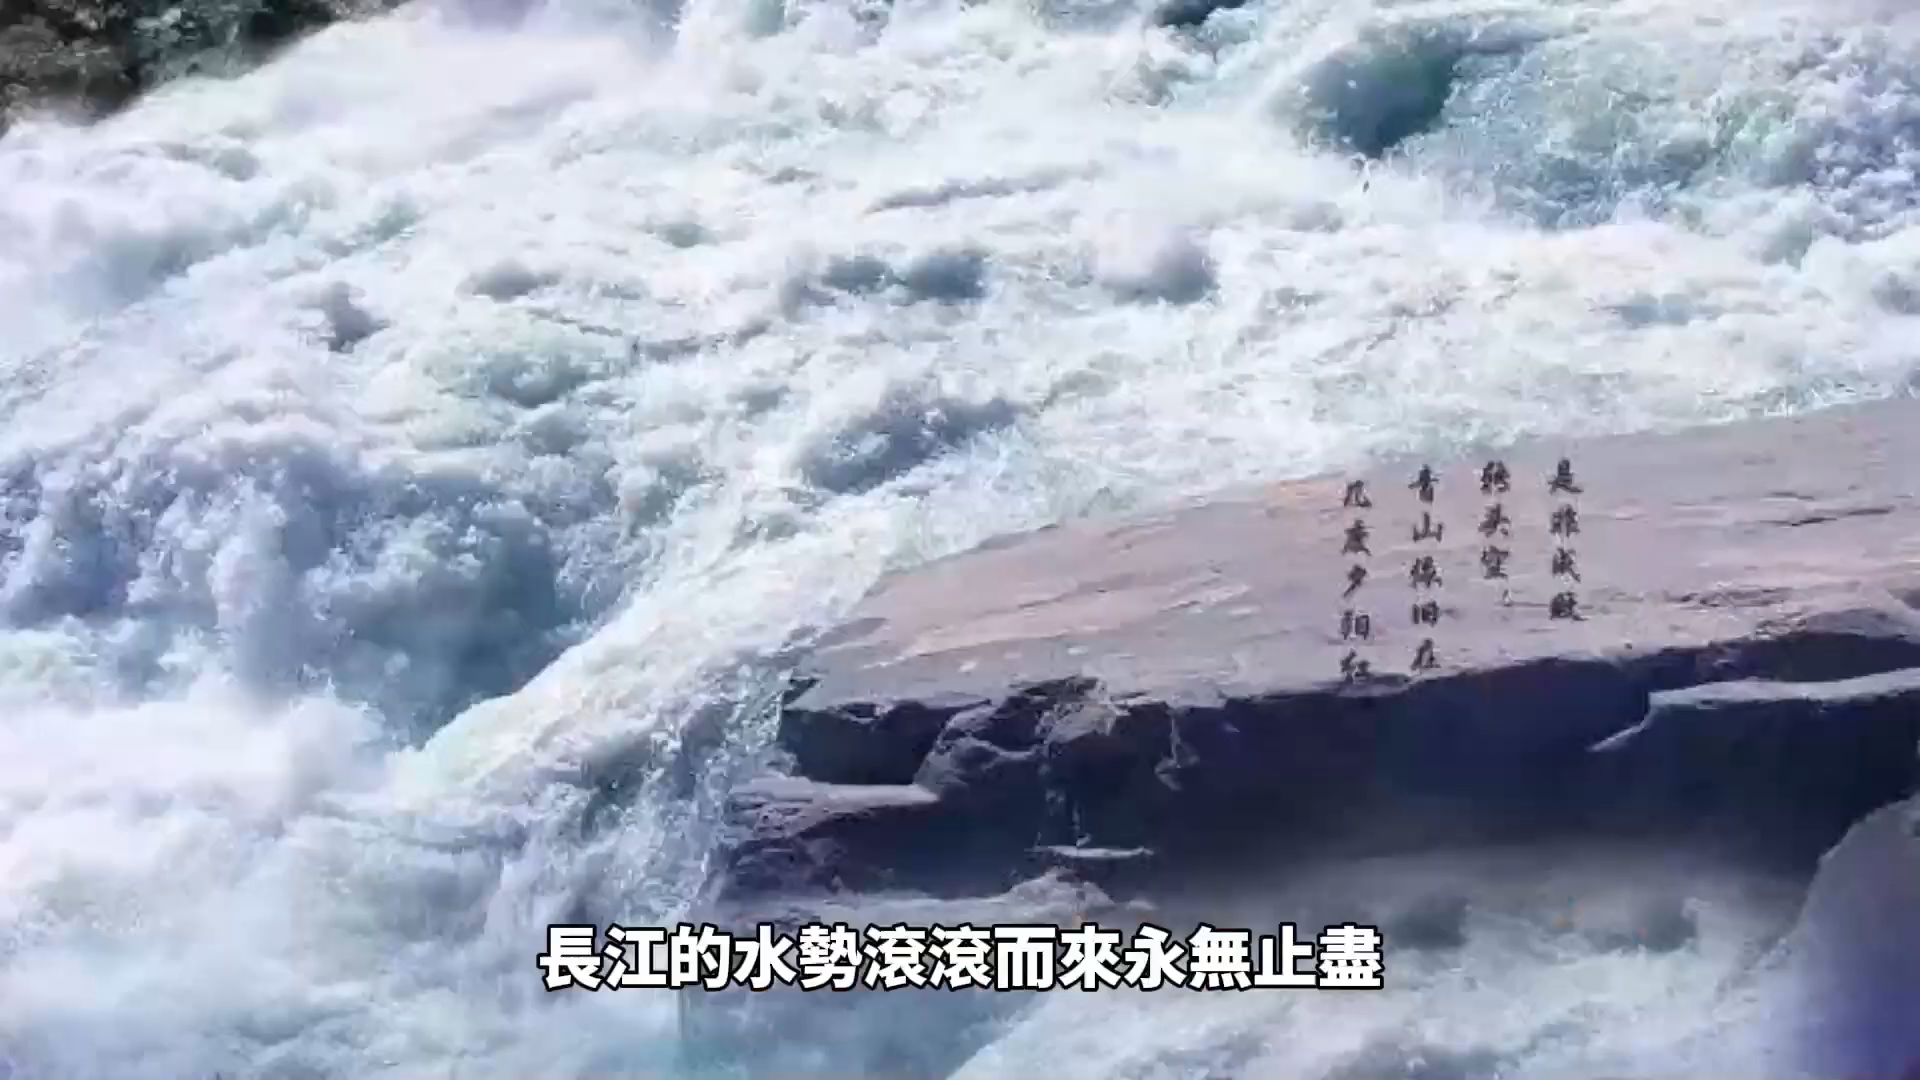 是非成败
转头空
青山依旧在
几度夕阳红
長江的水勢滾滾而來永無止盡